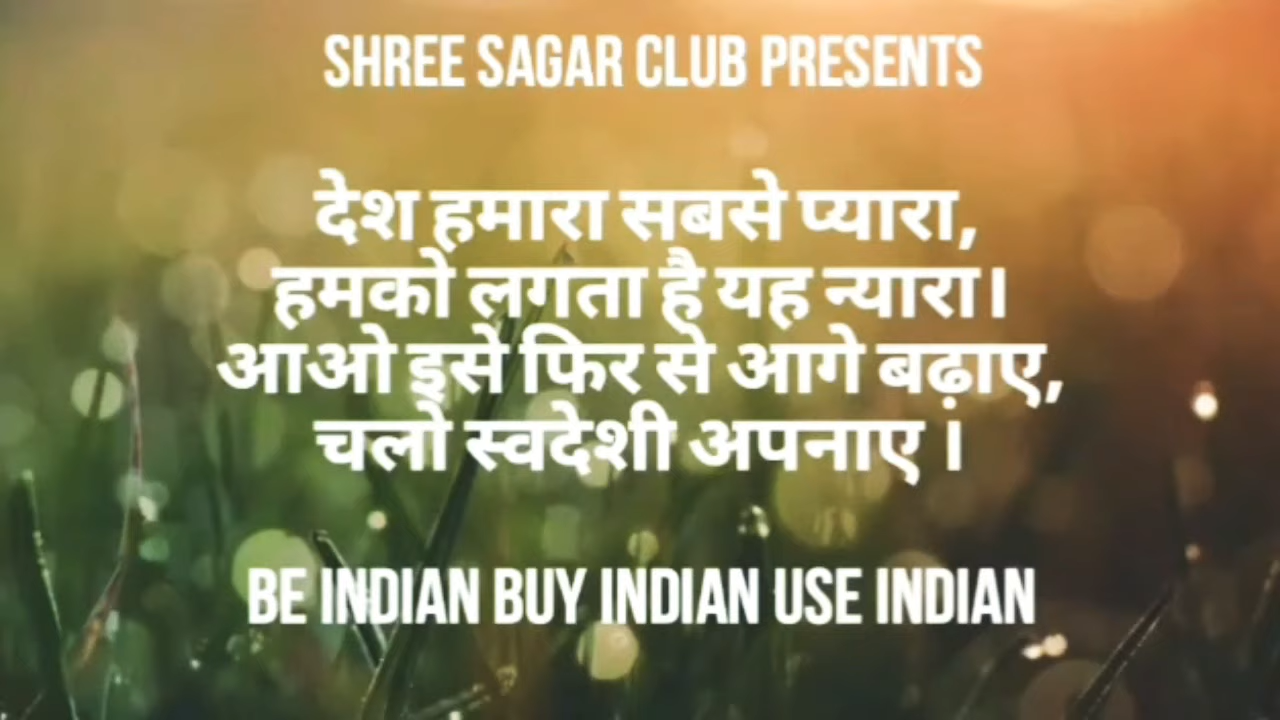 SHREE SAGAR CLUB PRESENTS
देश हमारा सबसे प्यारा,
हमको लगता है यह न्यारा।
आओ इसे फिर से आगे बढ़ाए,
चलो स्वदेशी अपनाए ।
BE INDIAN BUY INDIAN USE INDIAN